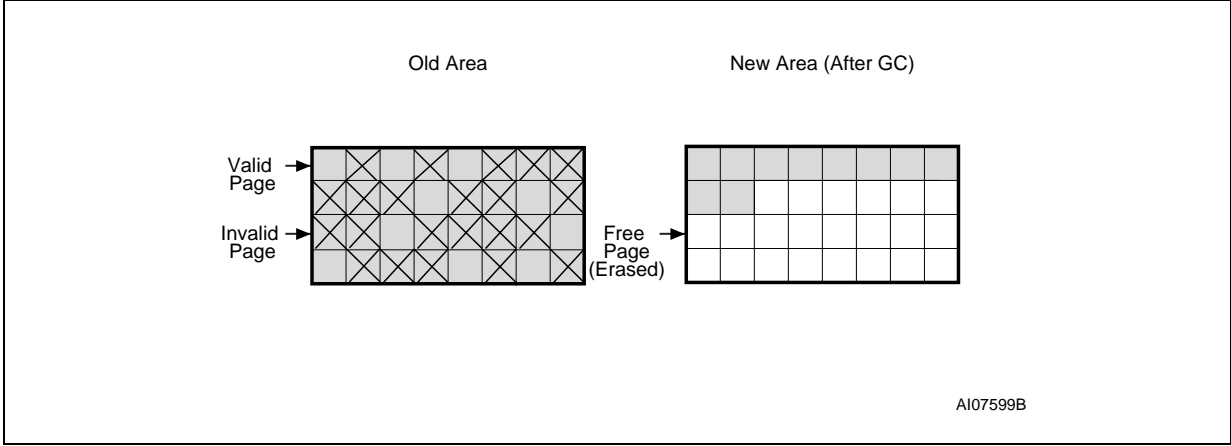 Old Area
New Area (After GC)
Valid
Page
Invalid
Page
Free
Page
(Erased)
AI07599B